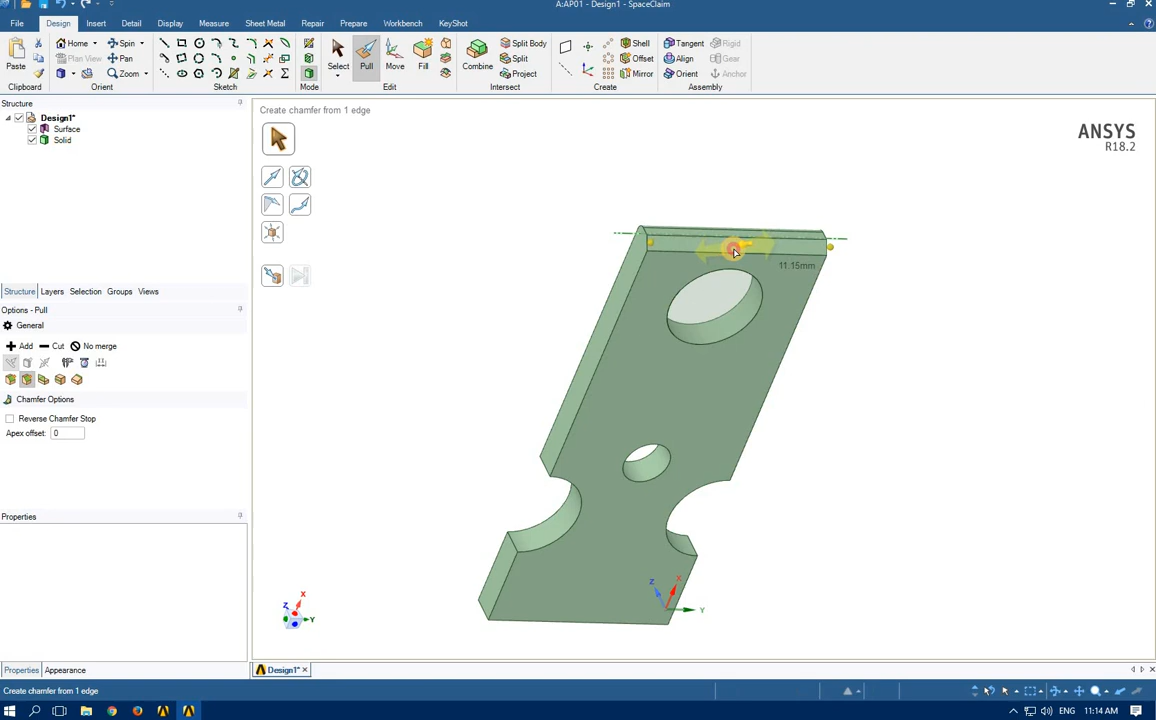 A:AP01 - Design1 - SpaceClaim
File Design Insert Detail Display Measure Sheet Metal Repair Prepare Workbench KeyShot
Home Spin Split Body Shell Tangent Rigid
Plan View Pan Split Offset Align Gear
Paste Zoom Select Pull Move Fill Combine Project Mirror Orient Anchor
Clipboard Orient Sketch Mode Edit Intersect Create Assembly
Structure
Create chamfer from 1 edge
Design1*
Surface
Solid
ANSYS
R18.2
11.15mm
Structure Layers Selection Groups Views
Options - Pull
General
Add Cut No merge
Chamfer Options
Reverse Chamfer Stop
Apex offset: 0
Properties
X
Z
Y
X
Z
Y
Properties Appearance
Design1*
Create chamfer from 1 edge
ENG 11:14 AM